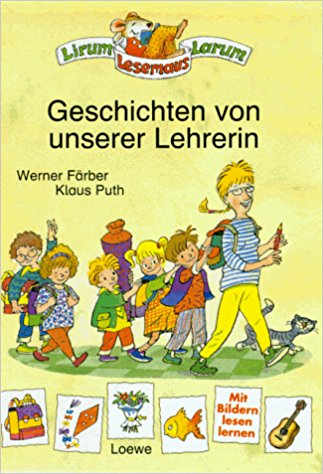 Lirum Larum
Lesemaus
Geschichten von
unserer Lehrerin
Werner Färber
Klaus Puth
Mit
Bildern
lesen
lernen
Loewe